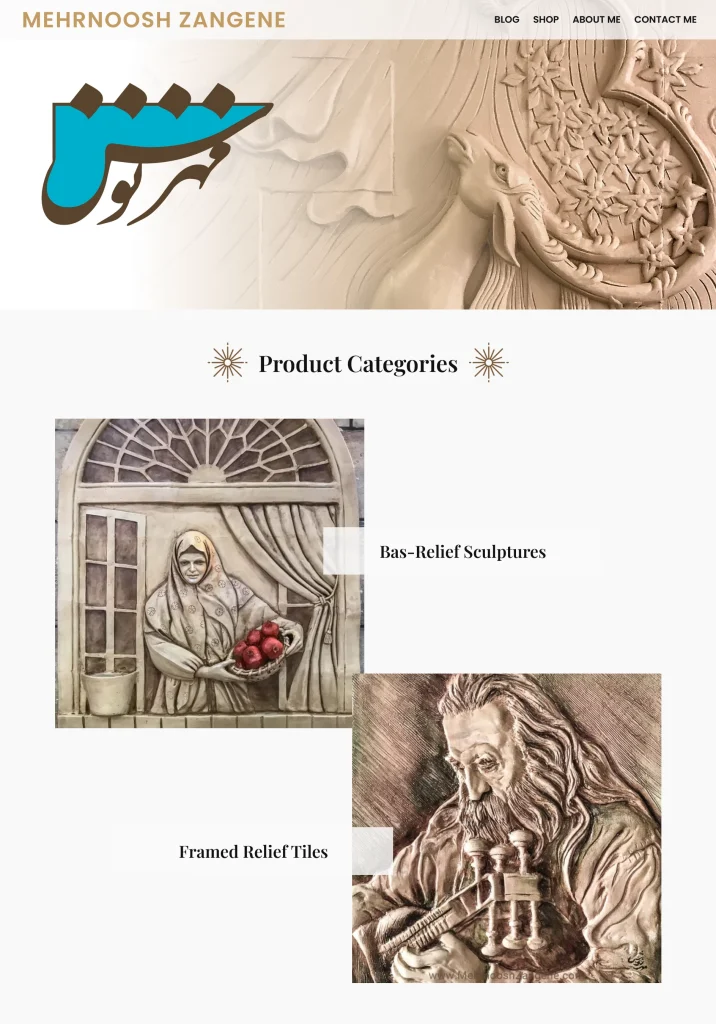 MEHRNOOSH ZANGENE
BLOG SHOP ABOUT ME CONTACT ME
مهرنوش
Product Categories
Bas-Relief Sculptures
Framed Relief Tiles
www.MehrnooshZangene.com